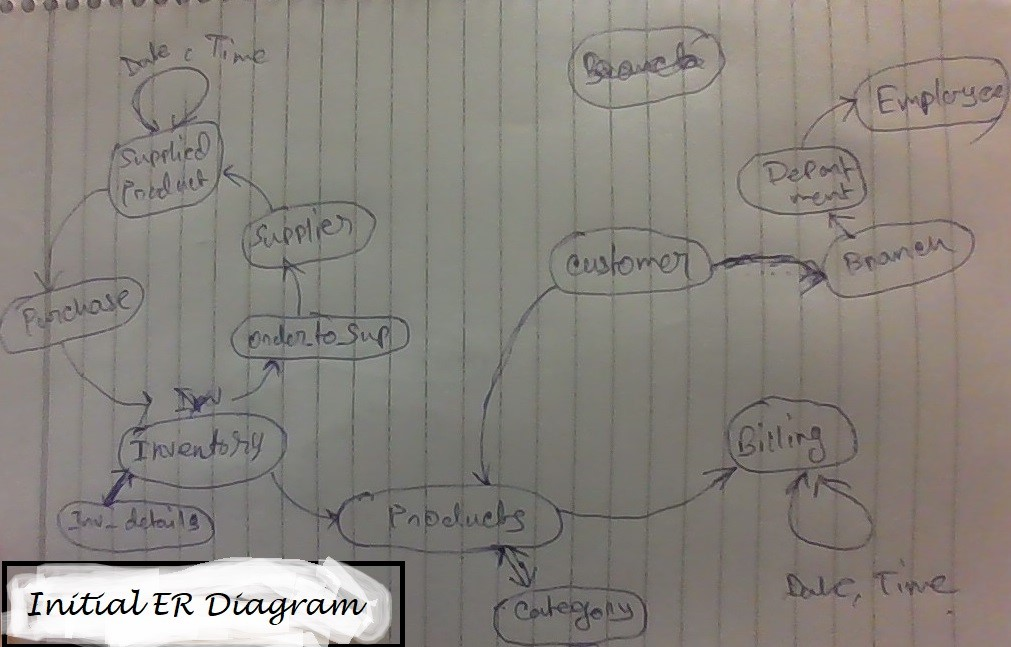 Date, Time
Employee
Supplied
Product
Depart
ment
Supplier
Customer
Branch
Purchase
order_to_Sup
Inventory
Billing
Inv_details
Products
Date, Time
Category
Initial ER Diagram